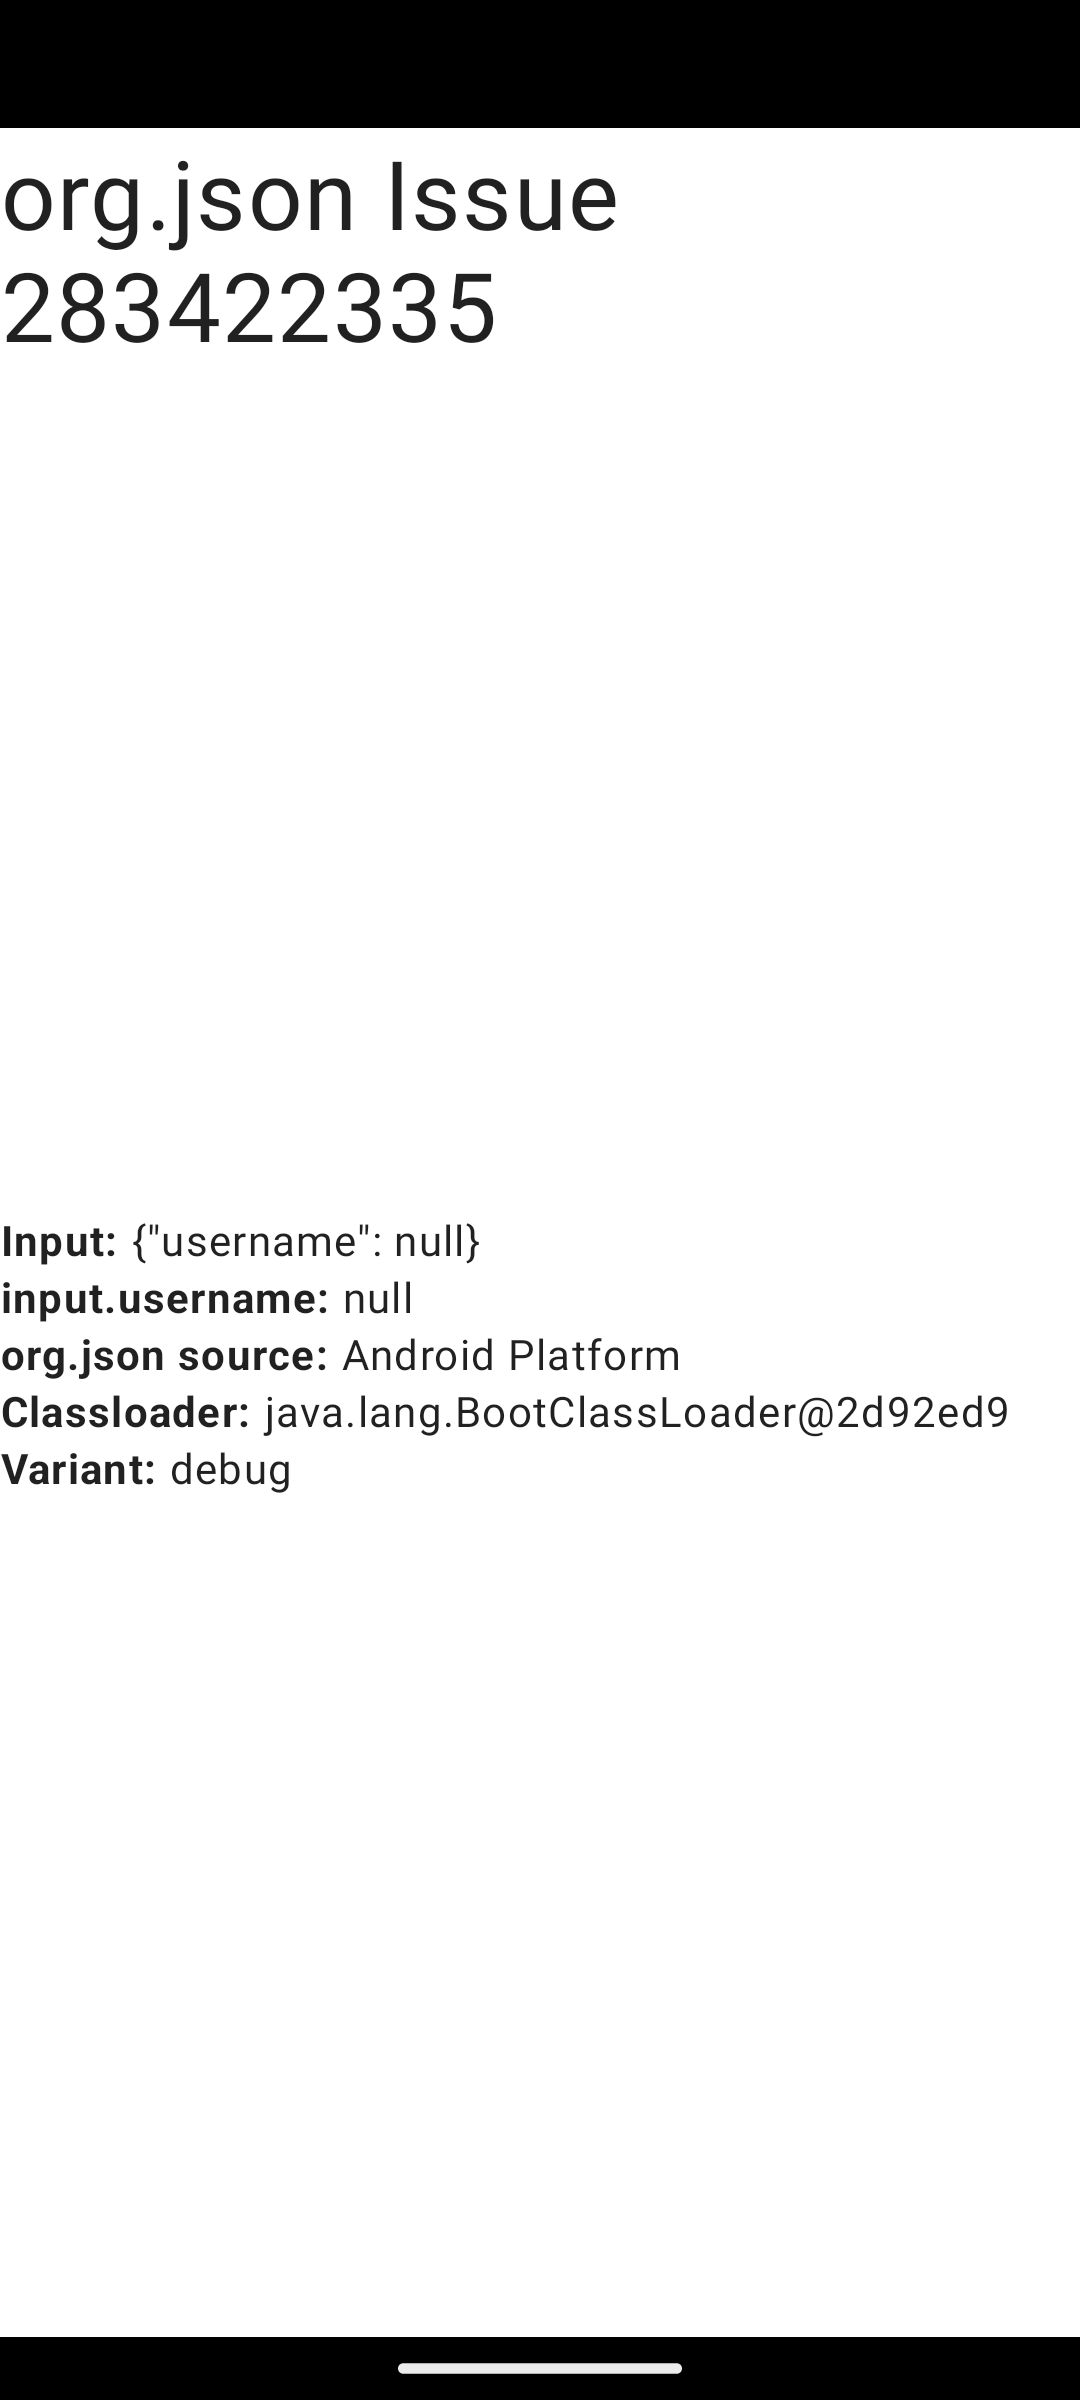 org.json Issue
283422335
Input: {"username": null}
input.username: null
org.json source: Android Platform
Classloader: java.lang.BootClassLoader@2d92ed9
Variant: debug